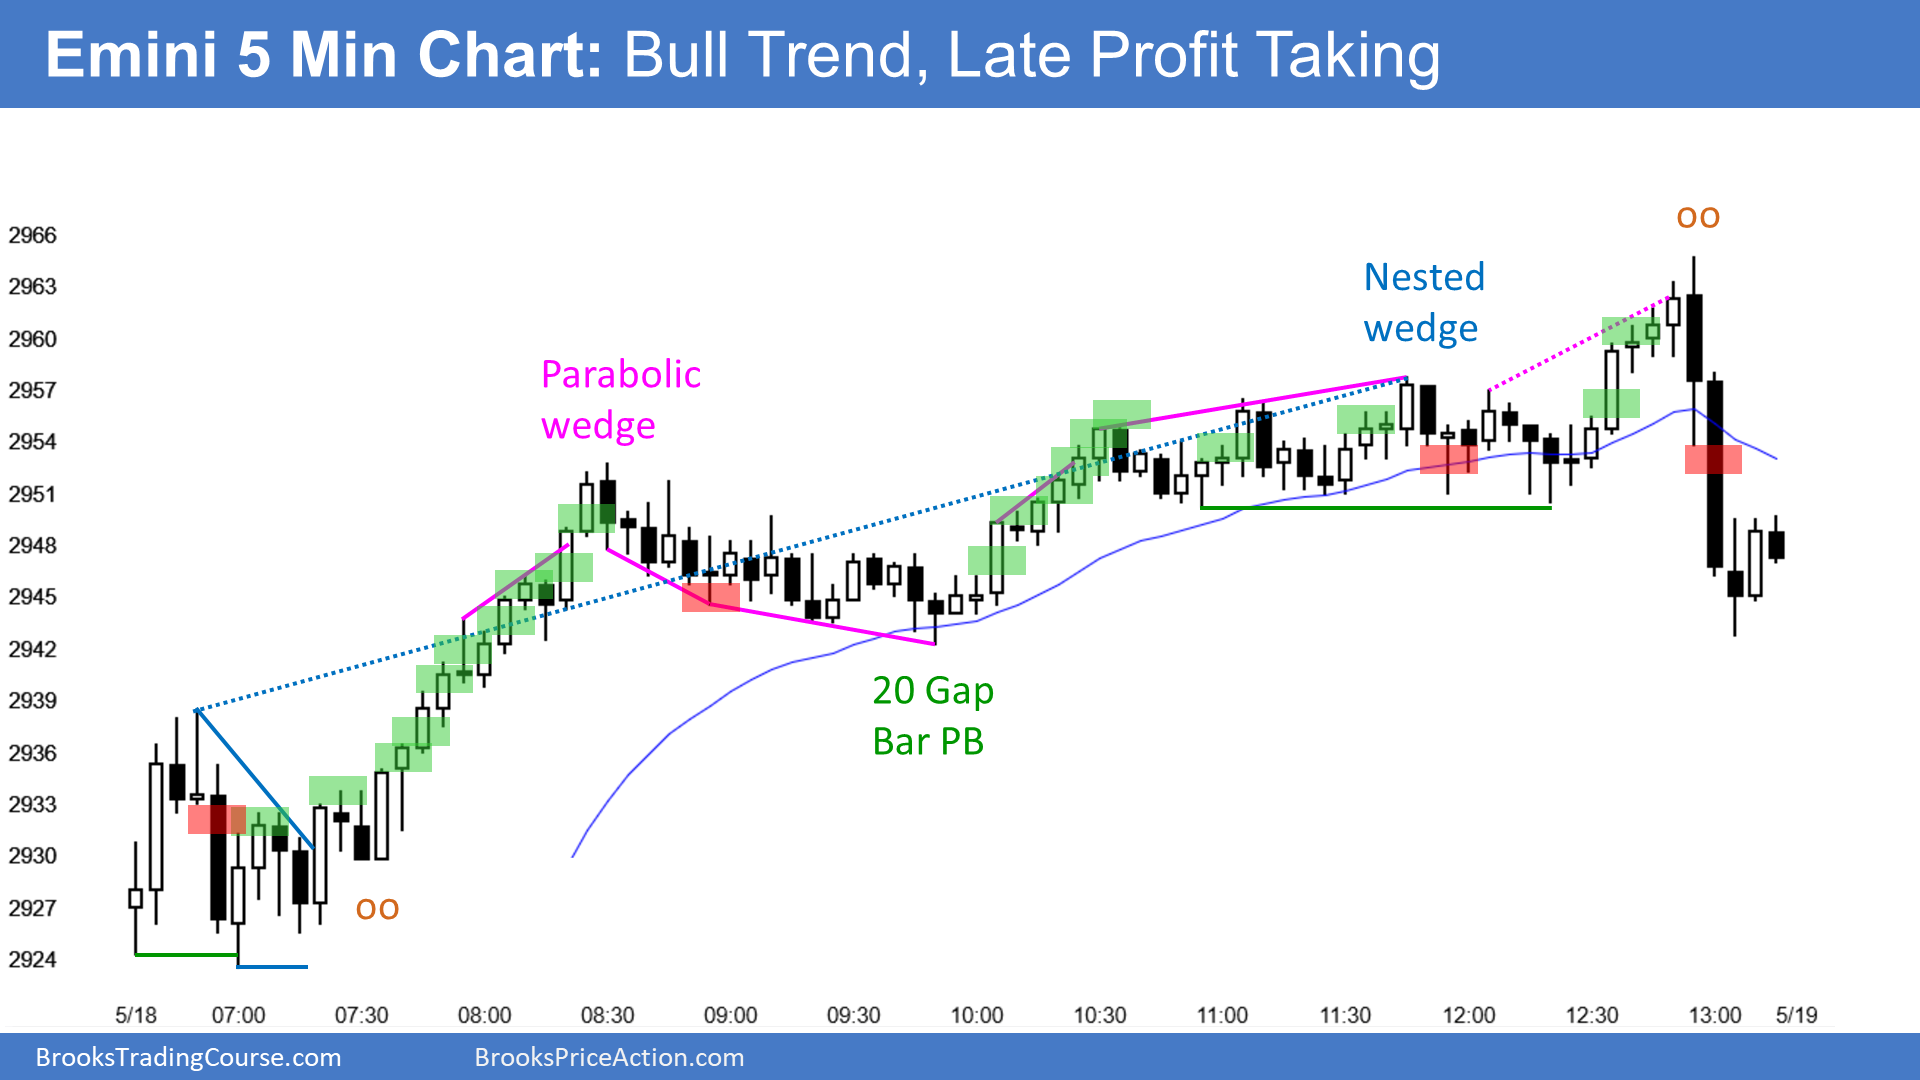 Emini 5 Min Chart: Bull Trend, Late Profit Taking
oo
2966
2963
2960
2957
2954
2951
2948
2945
2942
2939
2936
2933
2930
2927
2924
Nested
wedge
Parabolic
wedge
20 Gap
Bar PB
oo
5/18 07:00 07:30 08:00 08:30 09:00 09:30 10:00 10:30 11:00 11:30 12:00 12:30 13:00 5/19
BrooksTradingCourse.com BrooksPriceAction.com